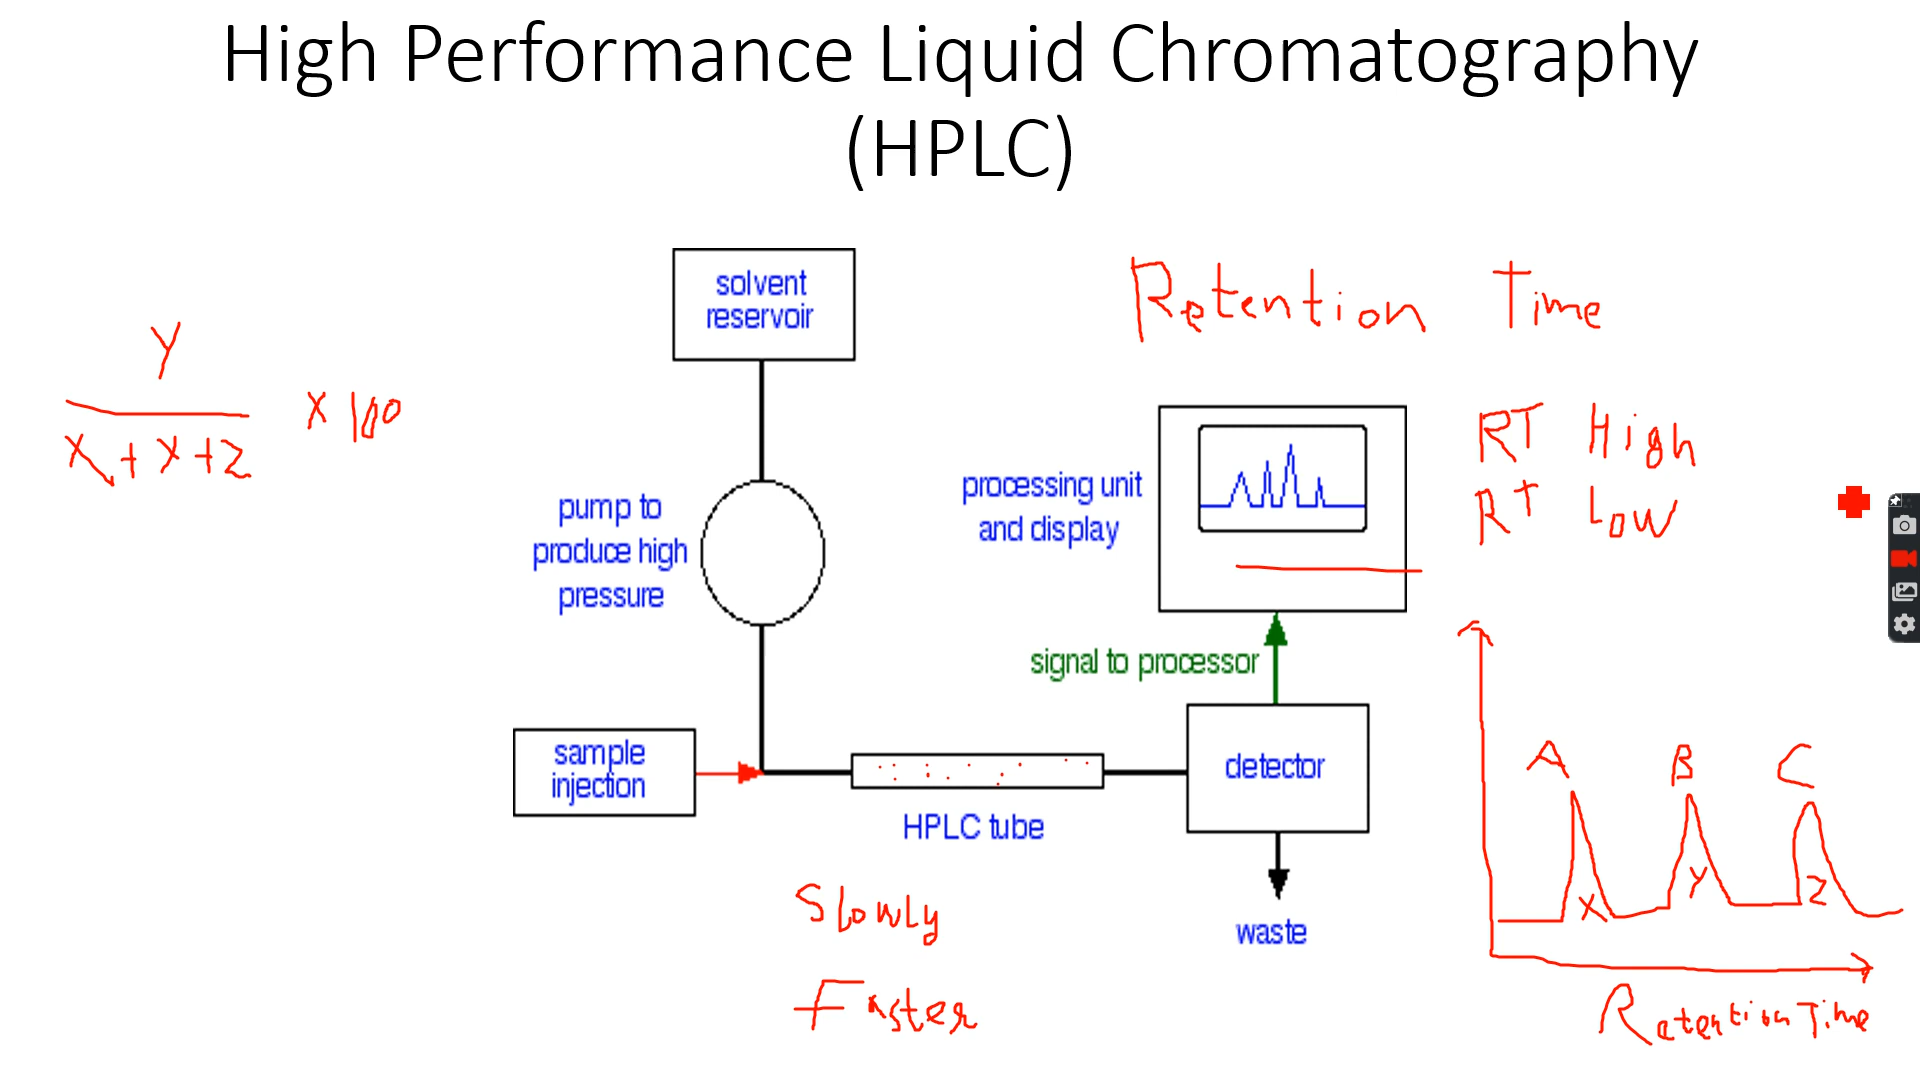 High Performance Liquid Chromatography
(HPLC)
solvent
reservoir
Retention Time
Y
X+X+Z
X 100
RT High
RT Low
pump to
produce high
pressure
processing unit
and display
signal to processor
sample
injection
HPLC tube
detector
waste
Slowly
Faster
A B C
X Y Z
Retention Time